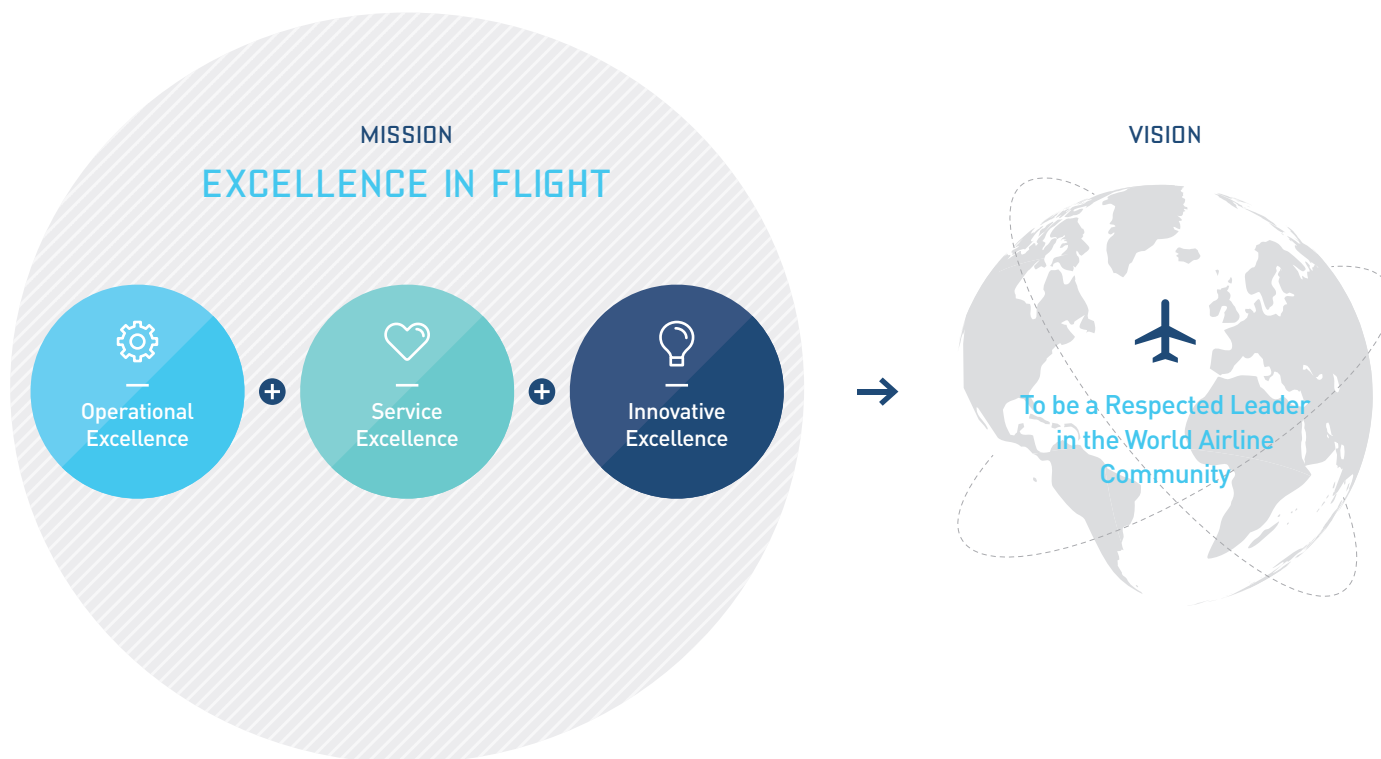 MISSION
EXCELLENCE IN FLIGHT
Operational
Excellence
Service
Excellence
Innovative
Excellence
VISION
To be a Respected Leader
in the World Airline
Community